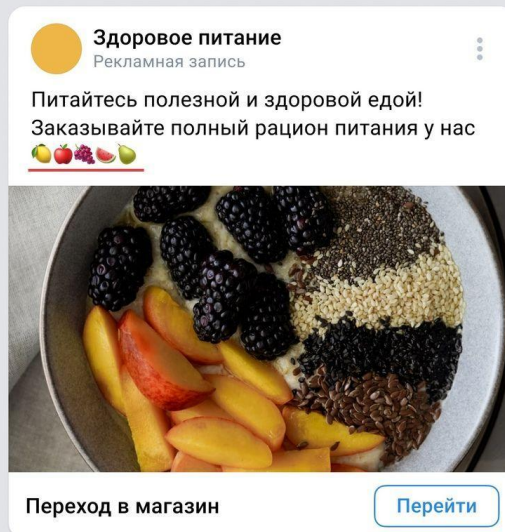 Здоровое питание
Рекламная запись
Питайтесь полезной и здоровой едой!
Заказывайте полный рацион питания у нас
🍋🍎🍇🍉🍐
Переход в магазин
Перейти